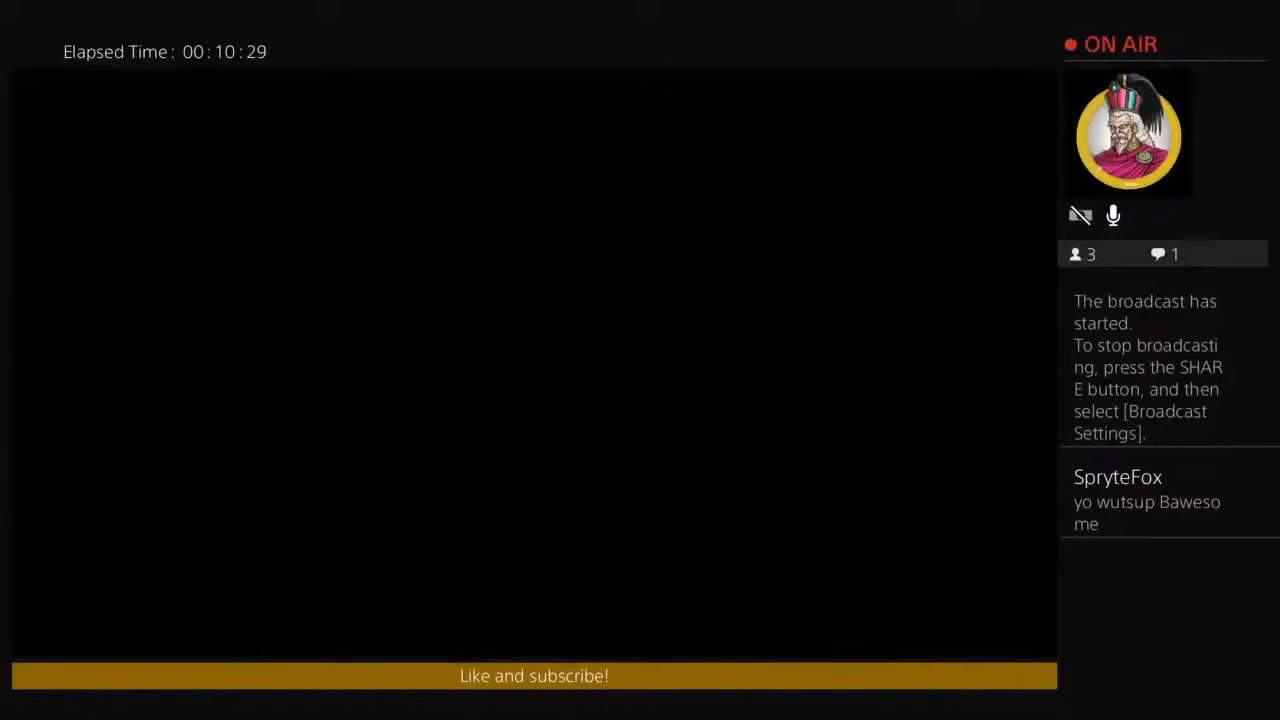 Elapsed Time: 00:10:29
ON AIR
3 1
The broadcast has
started.
To stop broadcasti
ng, press the SHAR
E button, and then
select [Broadcast
Settings].
SpryteFox
yo wutsup Baweso
me
Like and subscribe!